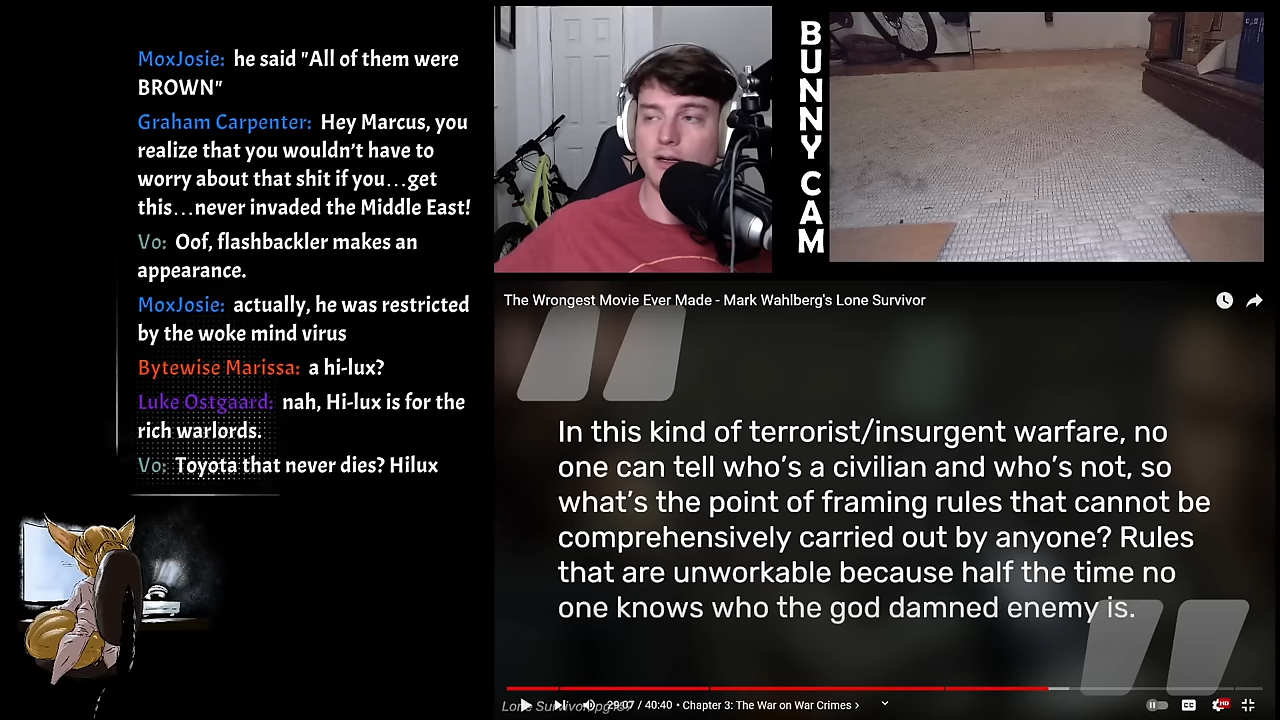 MoxJosie: he said "All of them were
BROWN"
Graham Carpenter: Hey Marcus, you
realize that you wouldn't have to
worry about that shit if you...get
this...never invaded the Middle East!
Vo: Oof, flashbackler makes an
appearance.
MoxJosie: actually, he was restricted
by the woke mind virus
Bytewise Marissa: a hi-lux?
Luke Ostgaard: nah, Hi-lux is for the
rich warlords.
Vo: Toyota that never dies? Hilux
BUNNY CAM
The Wrongest Movie Ever Made - Mark Wahlberg's Lone Survivor
In this kind of terrorist/insurgent warfare, no
one can tell who's a civilian and who's not, so
what's the point of framing rules that cannot be
comprehensively carried out by anyone? Rules
that are unworkable because half the time no
one knows who the god damned enemy is.
Lone Survivor
29:07 / 40:40 • Chapter 3: The War on War Crimes ›
CC
HD